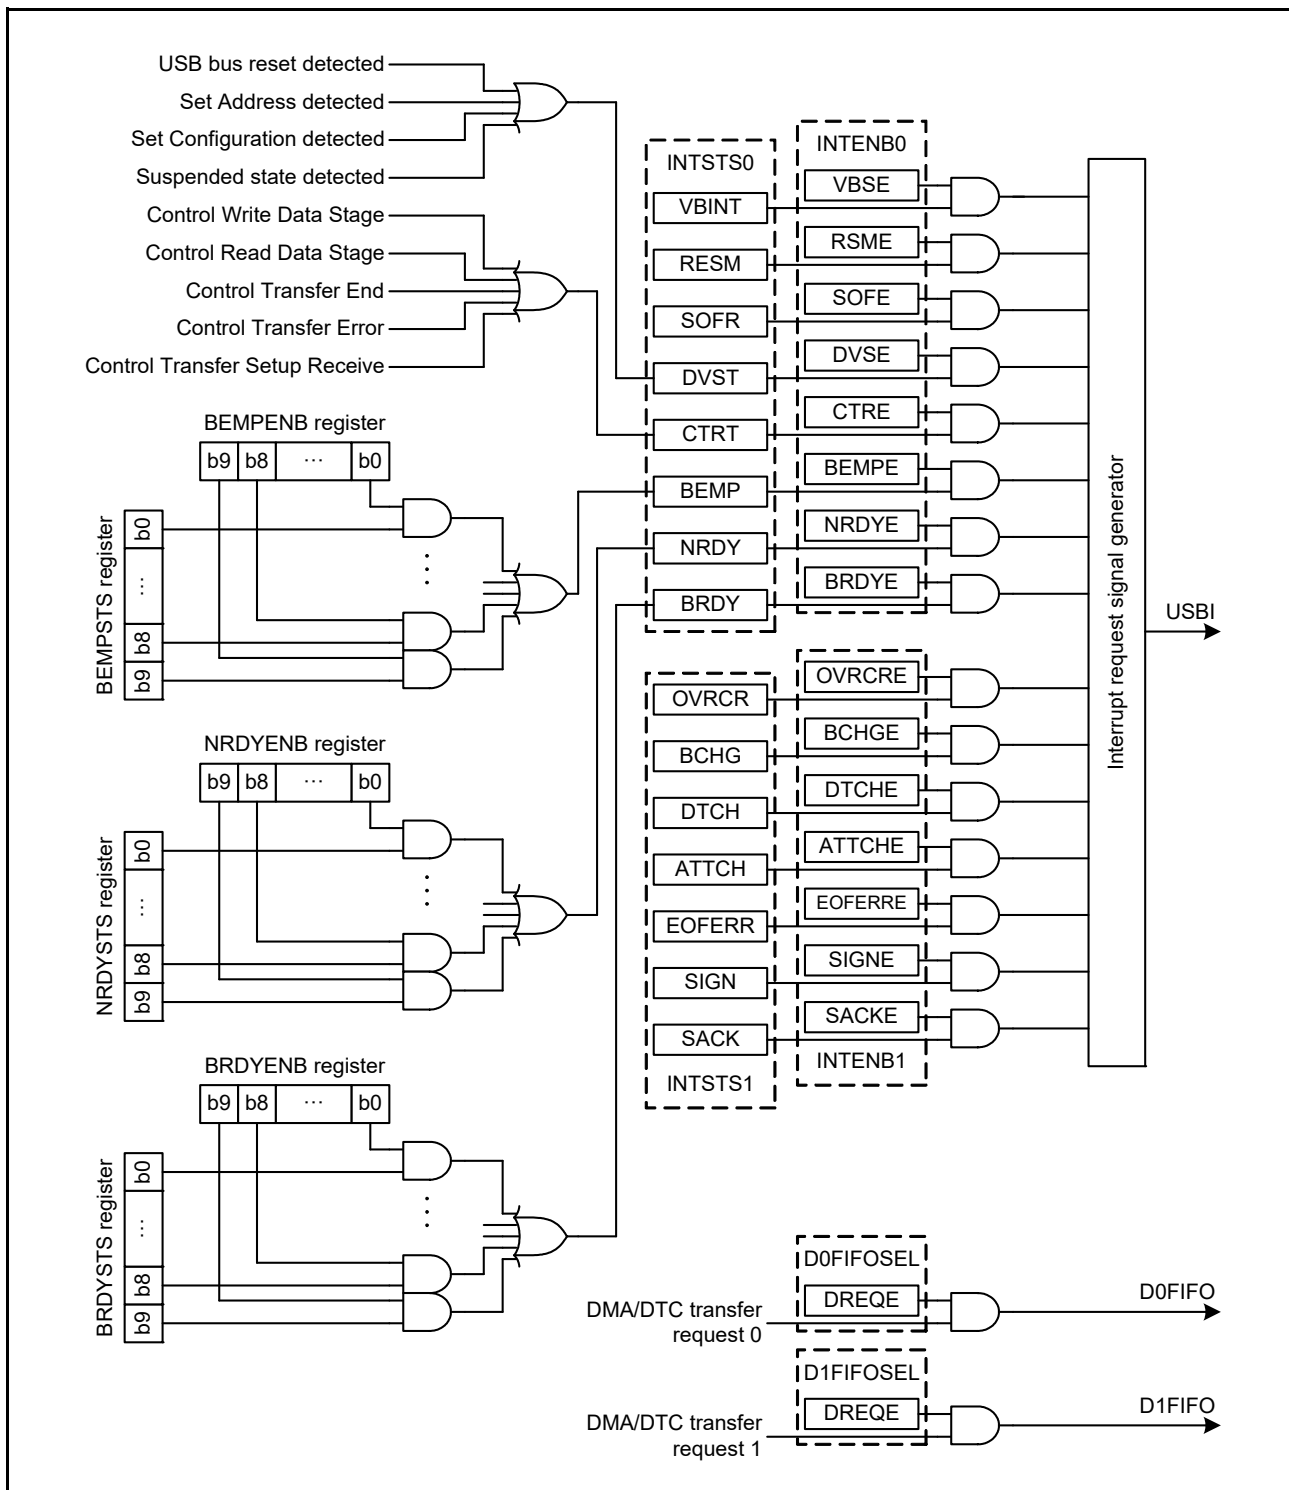 USB bus reset detected
Set Address detected
Set Configuration detected
Suspended state detected
Control Write Data Stage
Control Read Data Stage
Control Transfer End
Control Transfer Error
Control Transfer Setup Receive
BEMPENB register
b9 b8 ... b0
BEMPSTS register
b0
...
b8
b9
NRDYENB register
b9 b8 ... b0
NRDYSTS register
b0
...
b8
b9
BRDYENB register
b9 b8 ... b0
BRDYSTS register
b0
...
b8
b9
INTSTS0
VBINT
RESM
SOFR
DVST
CTRT
BEMP
NRDY
BRDY
INTENB0
VBSE
RSME
SOFE
DVSE
CTRE
BEMPE
NRDYE
BRDYE
OVRCR
BCHG
DTCH
ATTCH
EOFERR
SIGN
SACK
INTSTS1
OVRCRE
BCHGE
DTCHE
ATTCHE
EOFERRE
SIGNE
SACKE
INTENB1
Interrupt request signal generator
USBI
D0FIFOSEL
DREQE
DMA/DTC transfer
request 0
D0FIFO
D1FIFOSEL
DREQE
DMA/DTC transfer
request 1
D1FIFO